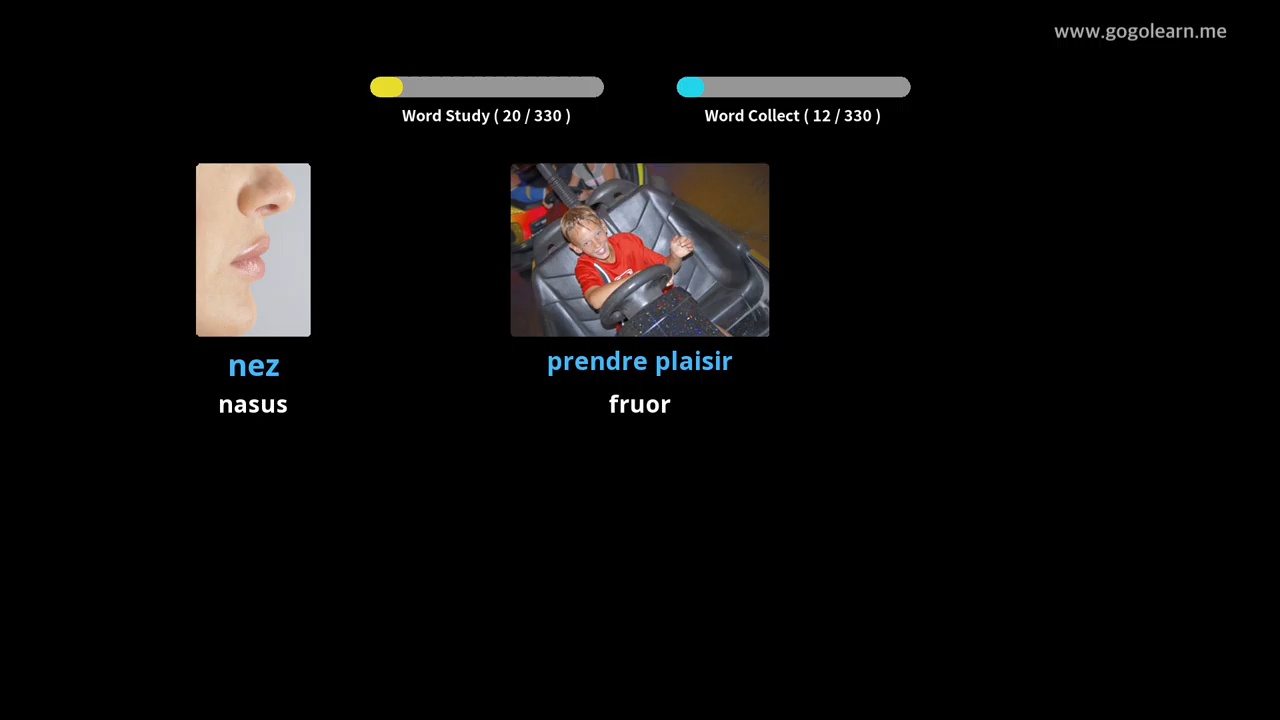 www.gogolearn.me
Word Study ( 20 / 330 )
Word Collect ( 12 / 330 )
nez
nasus
prendre plaisir
fruor